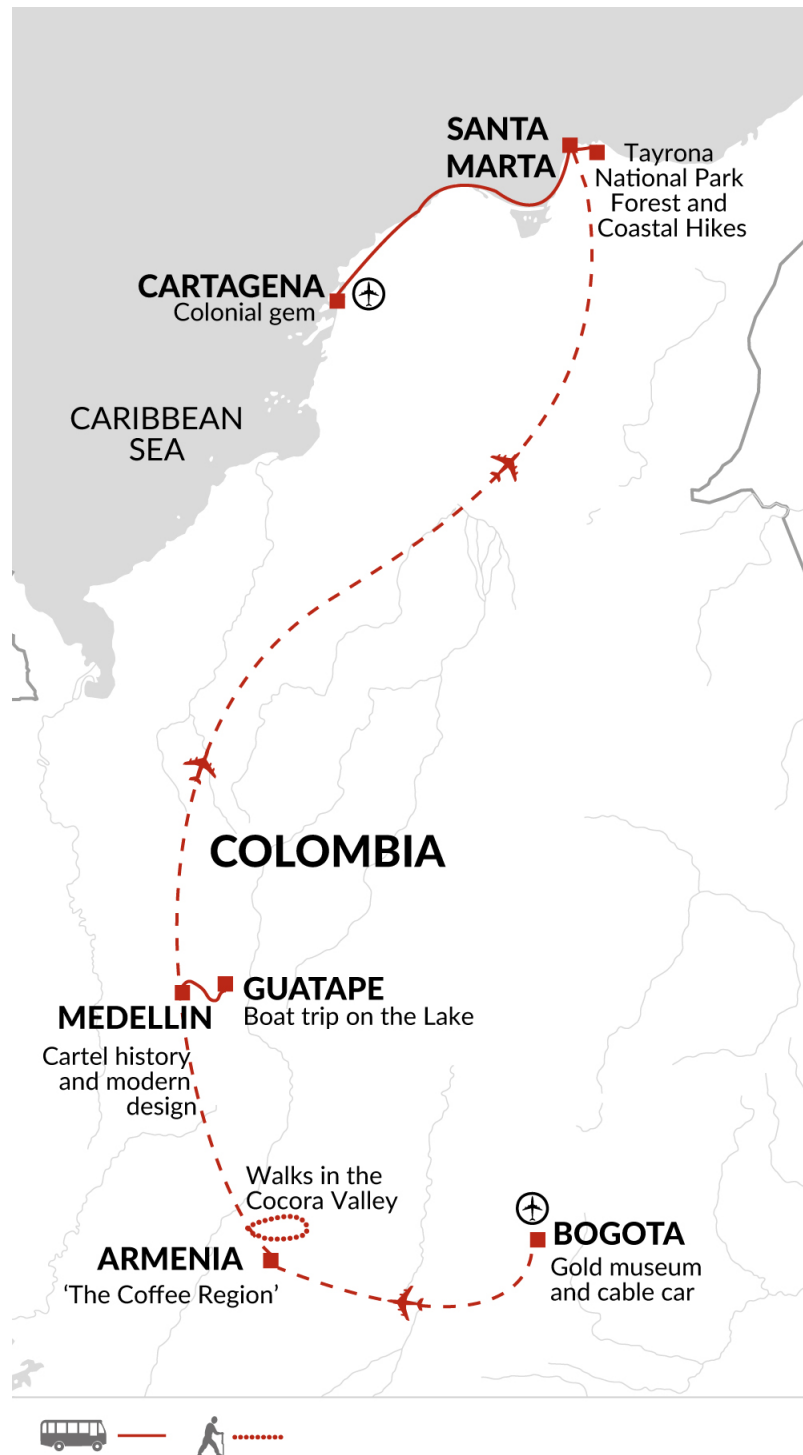 SANTA
MARTA
Tayrona
National Park
Forest and
Coastal Hikes
CARTAGENA
Colonial gem
CARIBBEAN
SEA
COLOMBIA
GUATAPE
Boat trip on the Lake
MEDELLIN
Cartel history
and modern
design
Walks in the
Cocora Valley
ARMENIA
‘The Coffee Region’
BOGOTA
Gold museum
and cable car